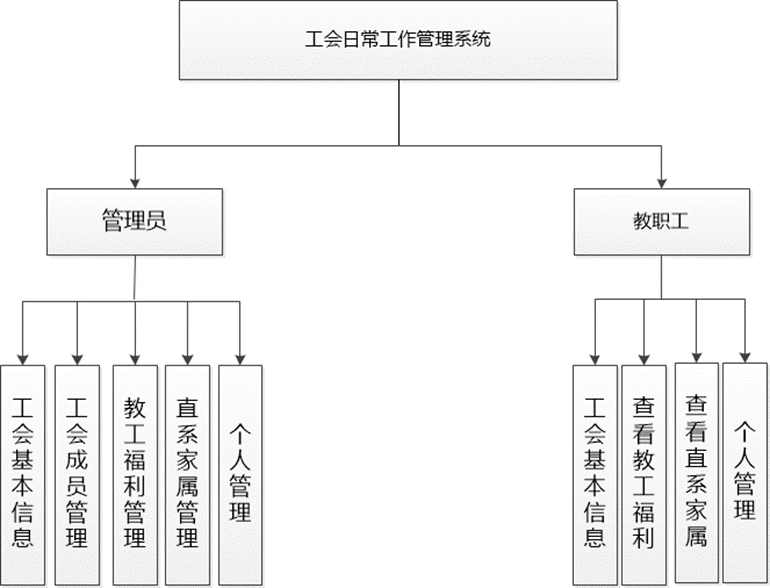 工会日常工作管理系统
管理员
教职工
工会基本信息
工会成员管理
教工福利管理
直系家属管理
个人管理
工会基本信息
查看教工福利
查看直系家属
个人管理